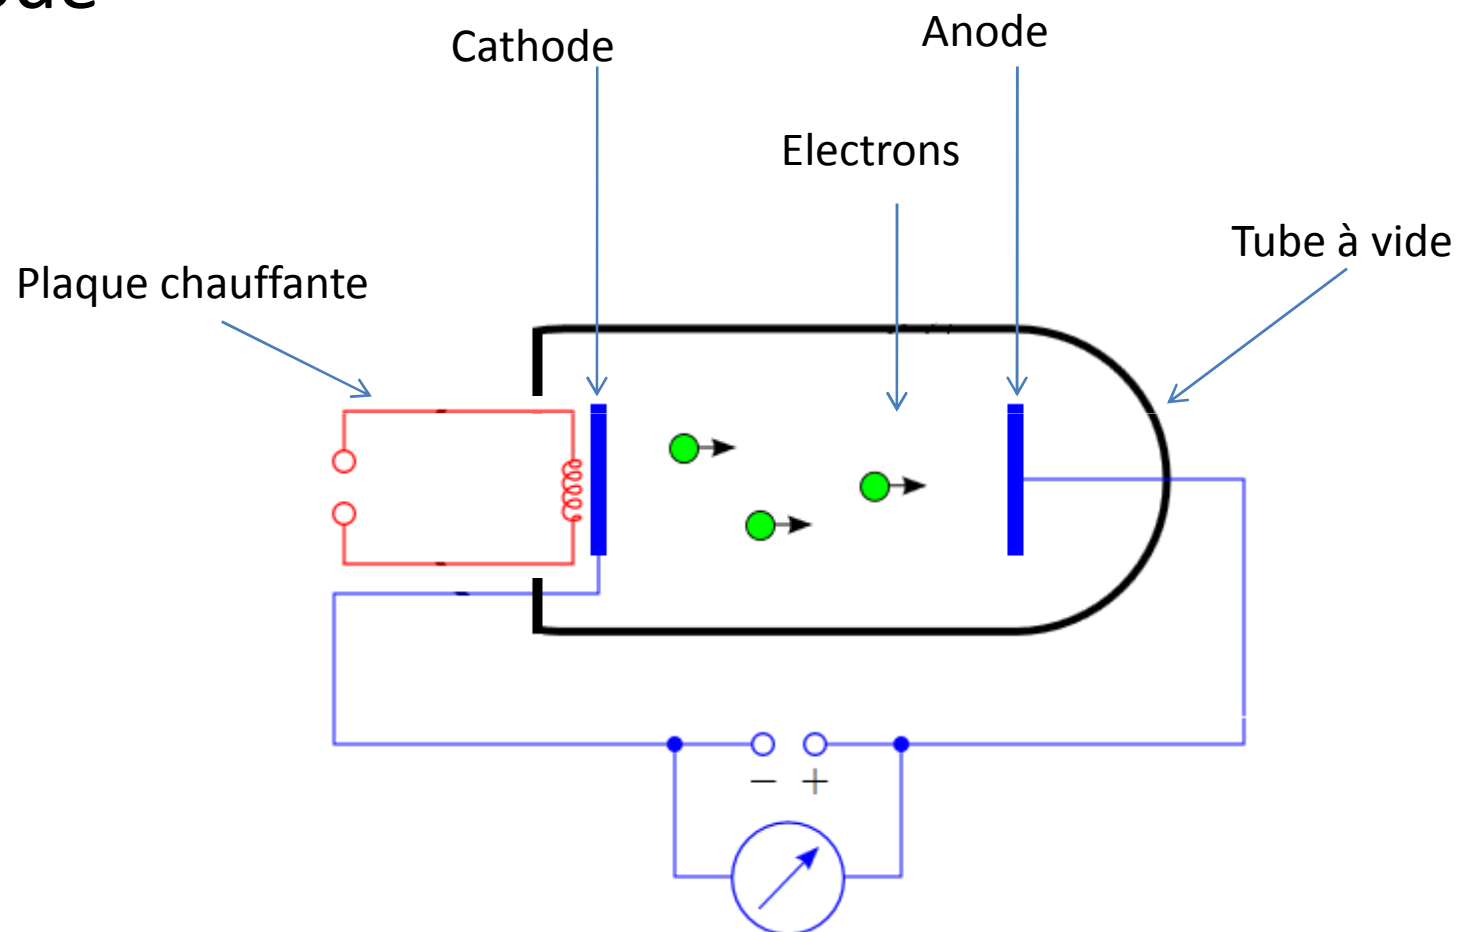 Cathode
Anode
Electrons
Tube à vide
Plaque chauffante
− +